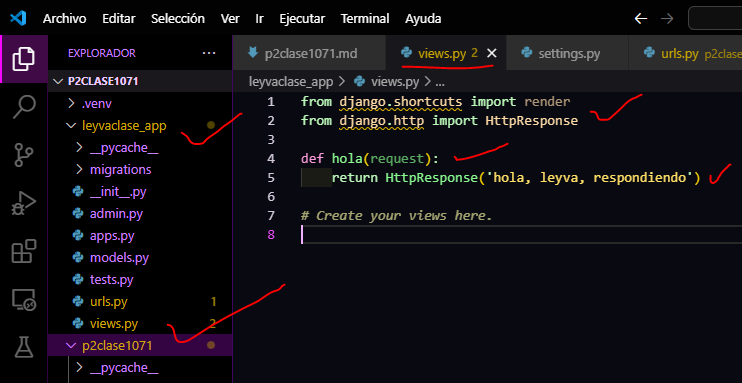 Archivo Editar Selección Ver Ir Ejecutar Terminal Ayuda
EXPLORADOR ...
p2clase1071.md views.py 2 settings.py urls.py p2clase
P2CLASE1071
leyvaclase_app > views.py > ...
.venv
leyvaclase_app
__pycache__
migrations
__init__.py
admin.py
apps.py
models.py
tests.py
urls.py 1
views.py 2
p2clase1071
__pycache__
1 from django.shortcuts import render
2 from django.http import HttpResponse
3
4 def hola(request):
5 return HttpResponse('hola, leyva, respondiendo')
6
7 # Create your views here.
8